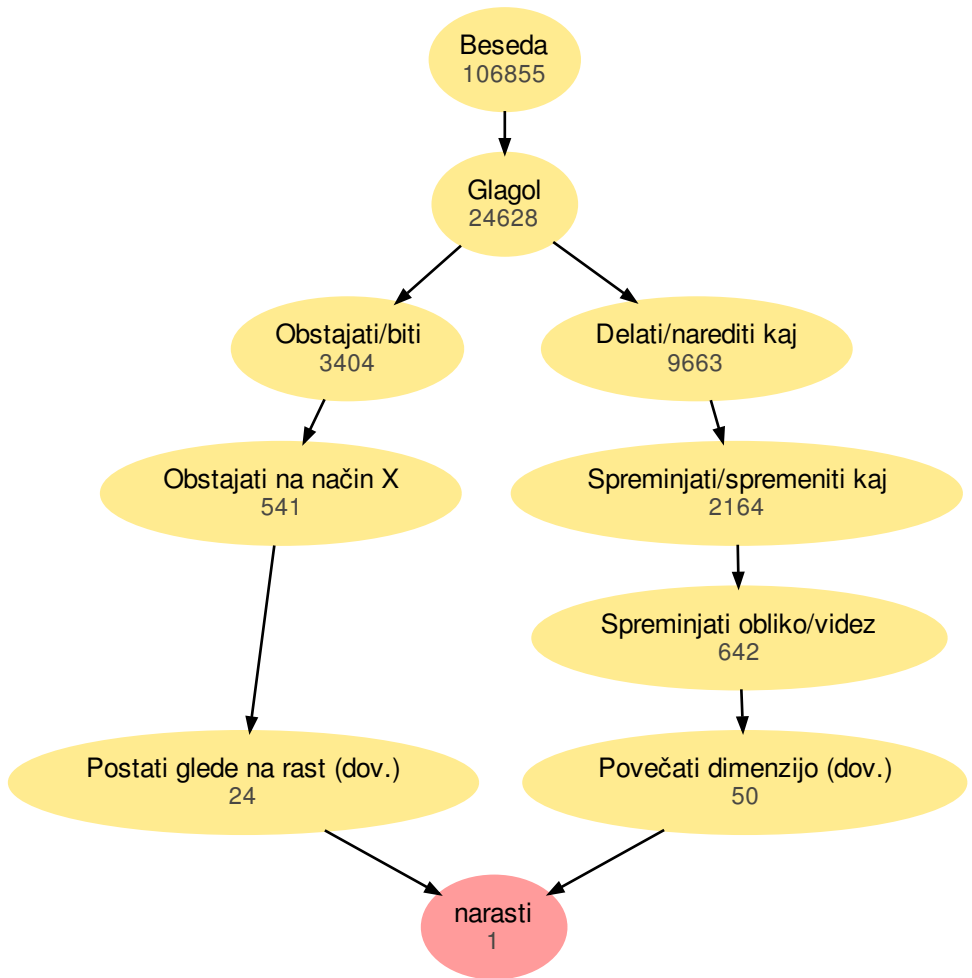 Beseda
106855
Glagol
24628
Obstajati/biti
3404
Delati/narediti kaj
9663
Obstajati na način X
541
Spreminjati/spremeniti kaj
2164
Spreminjati obliko/videz
642
Postati glede na rast (dov.)
24
Povečati dimenzijo (dov.)
50
narasti
1